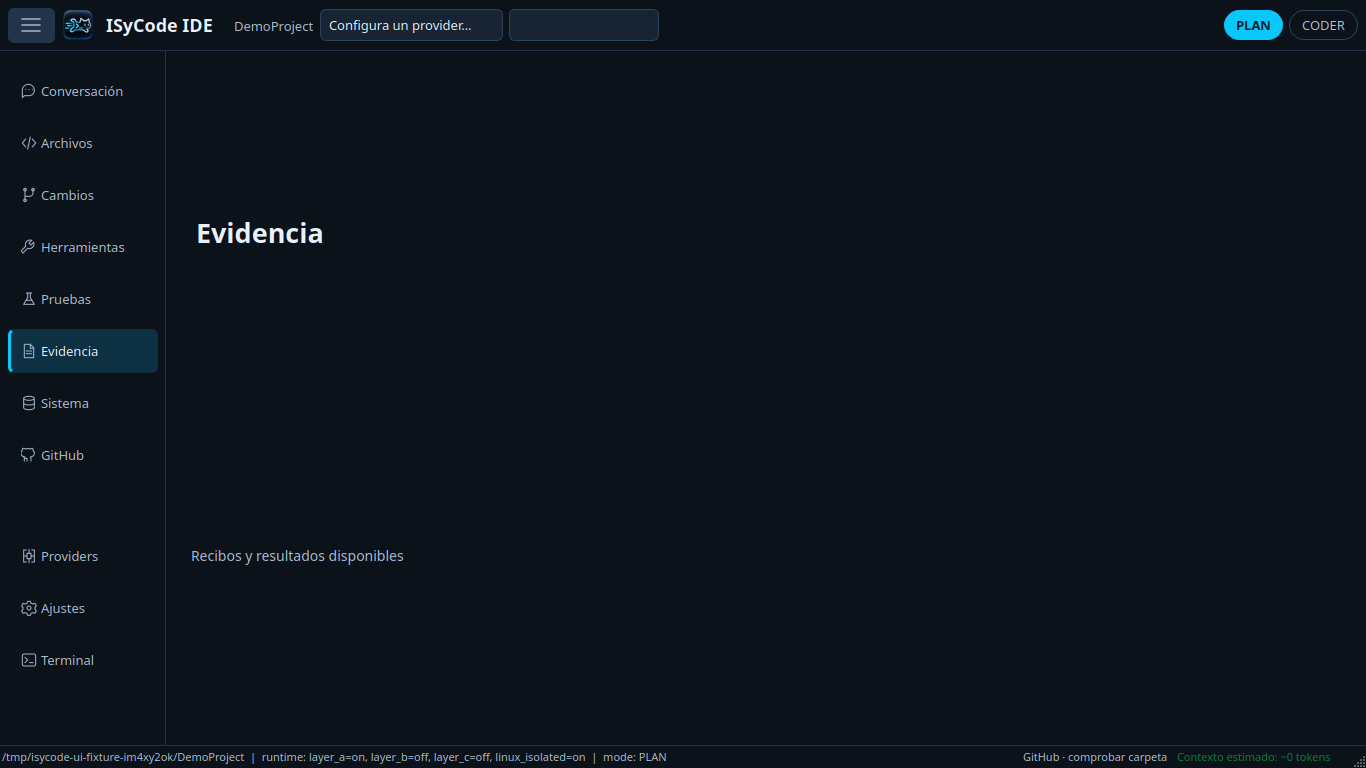 ISyCode IDE
DemoProject
Configura un provider...
PLAN
CODER
Conversación
Archivos
Cambios
Herramientas
Pruebas
Evidencia
Sistema
GitHub
Providers
Ajustes
Terminal
Evidencia
Recibos y resultados disponibles
/tmp/isycode-ui-fixture-im4xy2ok/DemoProject | runtime: layer_a=on, layer_b=off, layer_c=off, linux_isolated=on | mode: PLAN
GitHub · comprobar carpeta
Contexto estimado: ~0 tokens